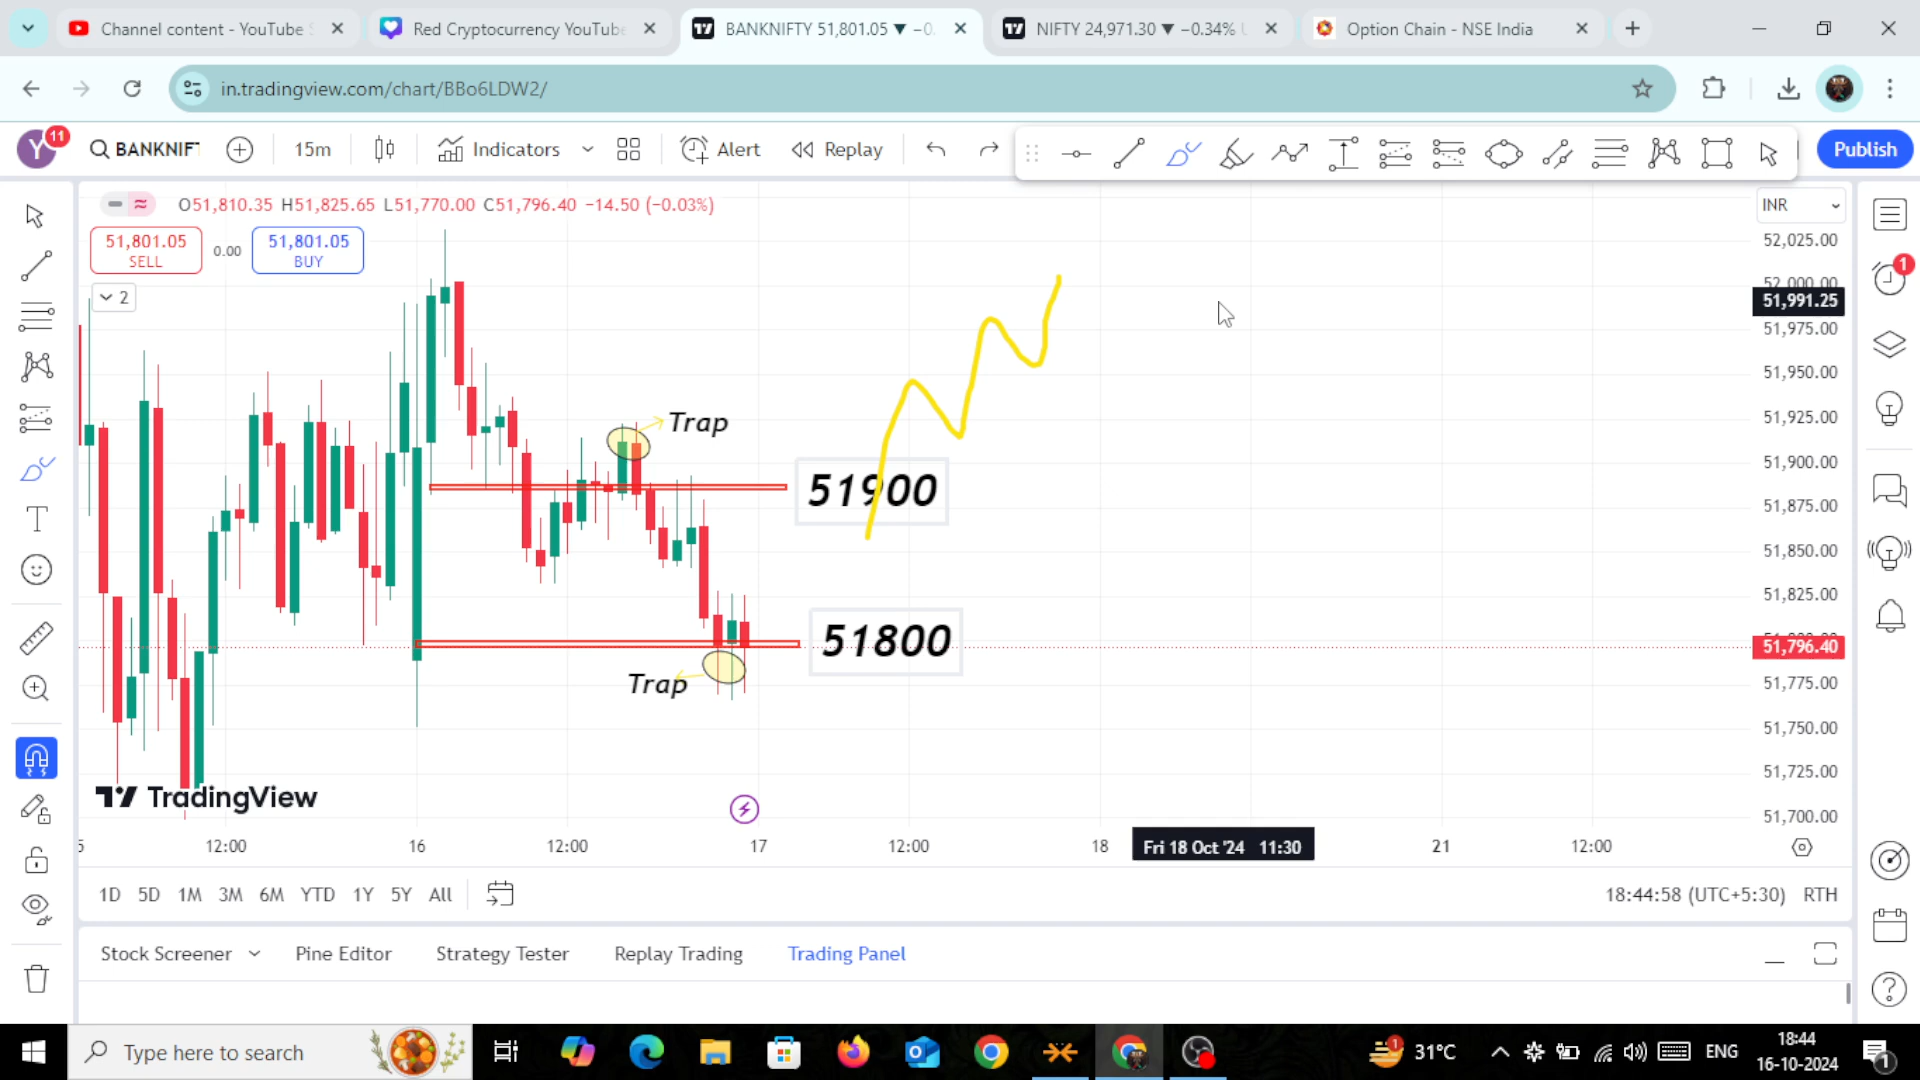 Channel content - YouTube S
Red Cryptocurrency YouTube
BANKNIFTY 51,801.05 ▼ −0.
NIFTY 24,971.30 ▼ −0.34% U
Option Chain - NSE India
in.tradingview.com/chart/BBo6LDW2/
Y
11
BANKNIFT
15m
Indicators
Alert
Replay
Publish
O51,810.35 H51,825.65 L51,770.00 C51,796.40 −14.50 (−0.03%)
INR
51,801.05
SELL
0.00
51,801.05
BUY
2
52,025.00
52,000.00
51,991.25
51,975.00
51,950.00
51,925.00
51,900.00
51,875.00
51,850.00
51,825.00
51,796.40
51,775.00
51,750.00
51,725.00
51,700.00
1
Trap
51900
51800
Trap
TradingView
5
12:00
16
12:00
17
12:00
18
Fri 18 Oct '24 11:30
21
12:00
1D 5D 1M 3M 6M YTD 1Y 5Y All
18:44:58 (UTC+5:30) RTH
Stock Screener
Pine Editor
Strategy Tester
Replay Trading
Trading Panel
Type here to search
1
31°C
ENG
18:44
16-10-2024
1